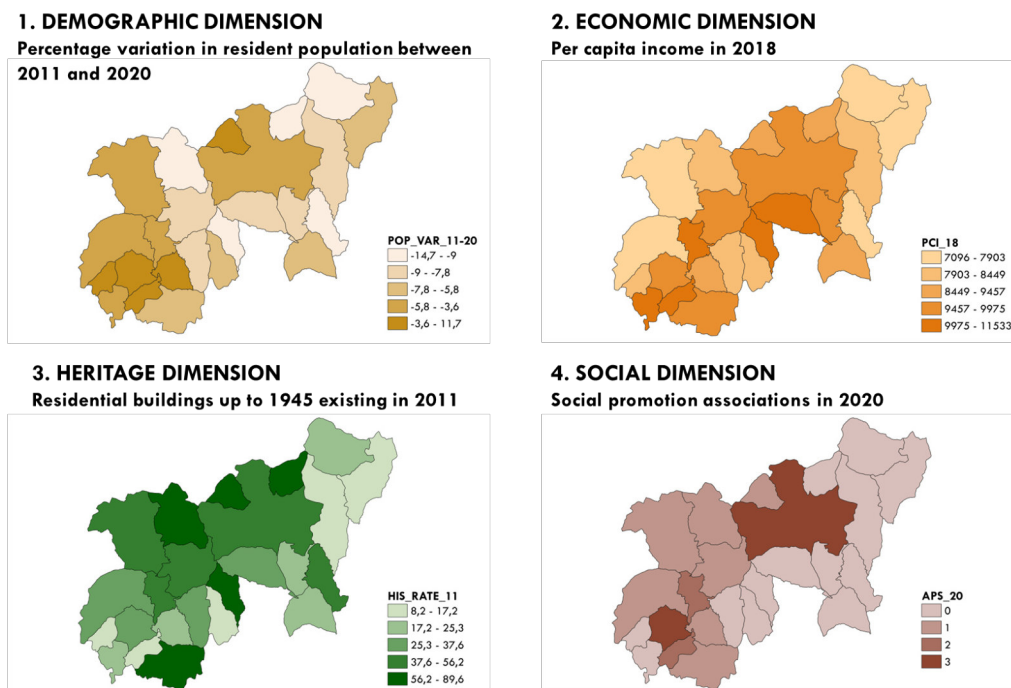 1. DEMOGRAPHIC DIMENSION
Percentage variation in resident population between
2011 and 2020
POP_VAR_11-20
-14,7 - -9
-9 - -7,8
-7,8 - -5,8
-5,8 - -3,6
-3,6 - 11,7
2. ECONOMIC DIMENSION
Per capita income in 2018
PCI_18
7096 - 7903
7903 - 8449
8449 - 9457
9457 - 9975
9975 - 11533
3. HERITAGE DIMENSION
Residential buildings up to 1945 existing in 2011
HIS_RATE_11
8,2 - 17,2
17,2 - 25,3
25,3 - 37,6
37,6 - 56,2
56,2 - 89,6
4. SOCIAL DIMENSION
Social promotion associations in 2020
APS_20
0
1
2
3